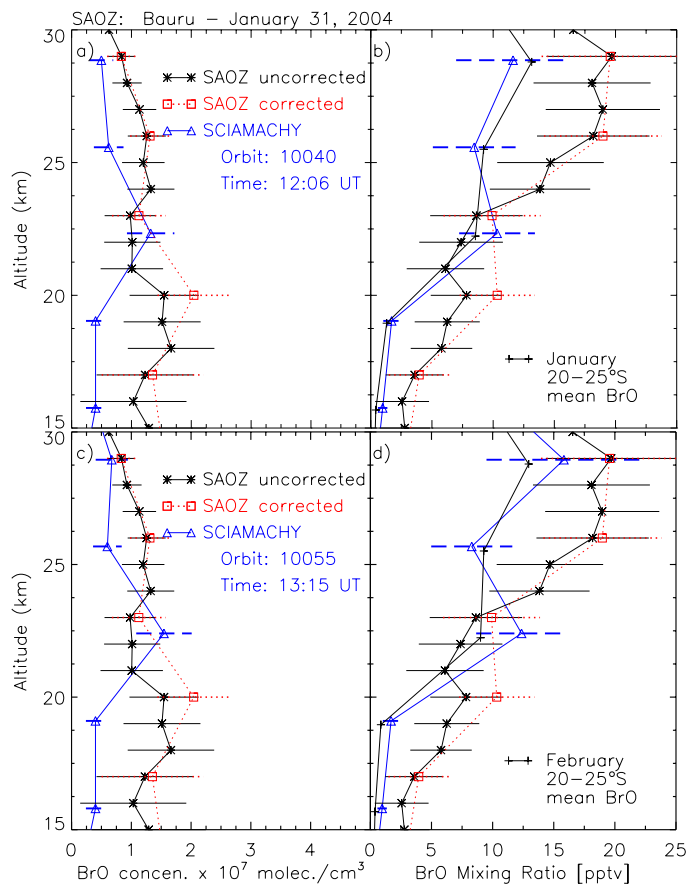 SAOZ: Bauru – January 31, 2004
30
a)
SAOZ uncorrected
SAOZ corrected
SCIAMACHY
Orbit: 10040
Time: 12:06 UT
25
20
15
Altitude (km)
b)
January
20–25°S
mean BrO
30
c)
SAOZ uncorrected
SAOZ corrected
SCIAMACHY
Orbit: 10055
Time: 13:15 UT
25
20
15
Altitude (km)
d)
February
20–25°S
mean BrO
0 1 2 3 4 0 5 10 15 20 25
BrO concen. x 10⁷ molec./cm³ BrO Mixing Ratio [pptv]